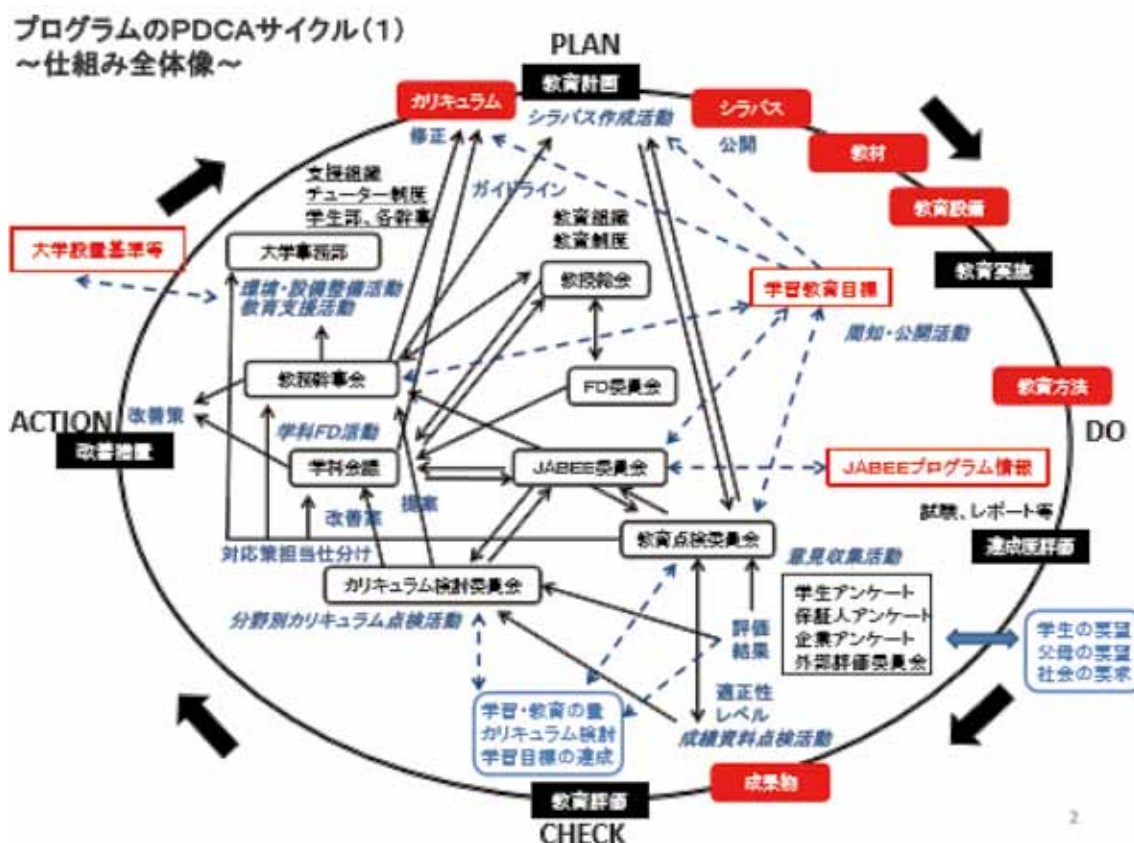 プログラムのPDCAサイクル(1)
～仕組み全体像～
PLAN
教育計画
カリキュラム
シラバス
シラバス作成活動
修正
公開
教材
支援組織
チューター制度
学生部、各幹事
ガイドライン
教育設備
教育組織
教育制度
大学設置基準等
大学事務部
教育実施
環境・設備整備活動
教育支援活動
教授総会
学習教育目標
周知・公開活動
教務幹事会
FD委員会
教育方法
ACTION
改善策
改善措置
DO
学科FD活動
学科会議
JABEE委員会
JABEEプログラム情報
提案
改善案
試験、レポート等
教育点検委員会
達成度評価
対応策担当仕分け
意見収集活動
カリキュラム検討委員会
学生アンケート
保証人アンケート
企業アンケート
外部評価委員会
分野別カリキュラム点検活動
評価
結果
学生の要望
父母の要望
社会の要求
適正性
レベル
学習・教育の量
カリキュラム検討
学習目標の達成
成績資料点検活動
成果物
教育評価
CHECK
2